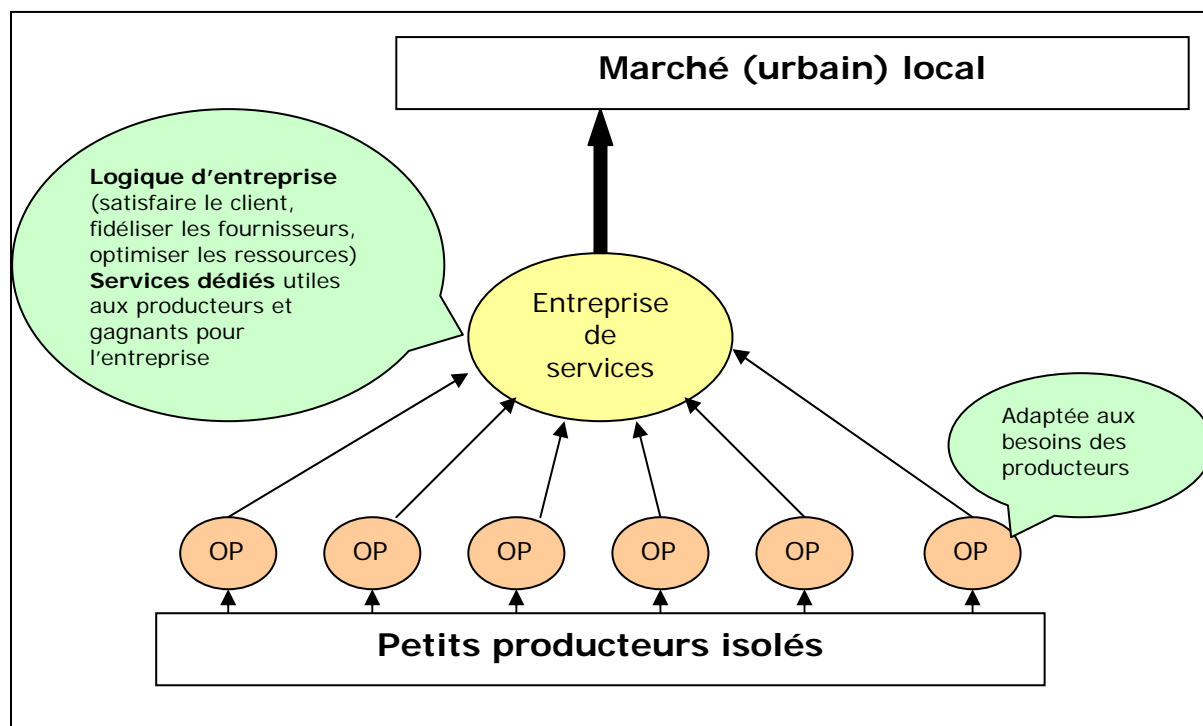 Marché (urbain) local
Logique d'entreprise
(satisfaire le client,
fidéliser les fournisseurs,
optimiser les ressources)
Services dédiés utiles
aux producteurs et
gagnants pour
l'entreprise
Entreprise
de
services
Adaptée aux
besoins des
producteurs
OP
OP
OP
OP
OP
OP
Petits producteurs isolés